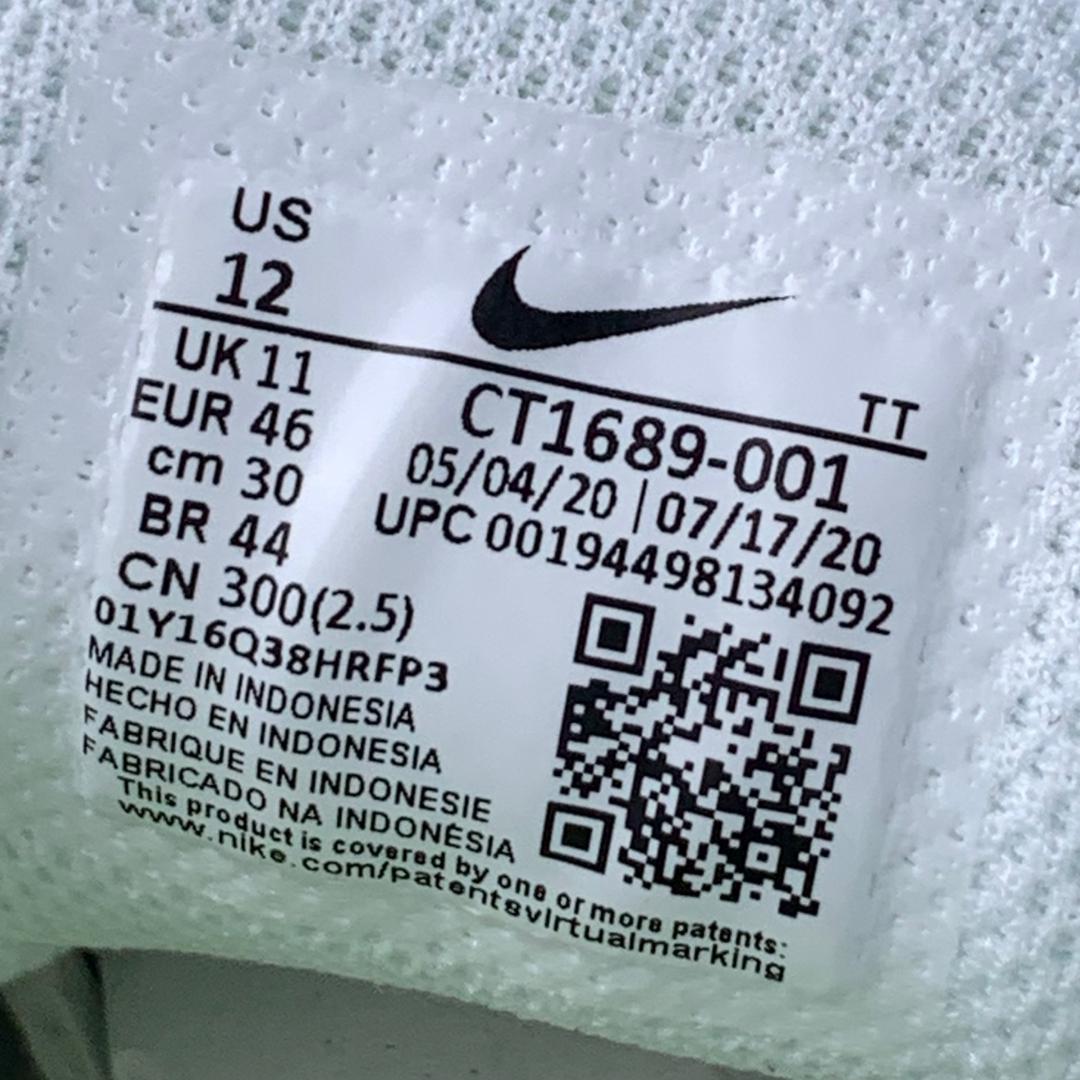 US
12
UK 11
EUR 46
cm 30
BR 44
CN 300(2.5)
TT
CT1689-001
05/04/20 | 07/17/20
UPC 00194498134092
01Y16Q38HRFP3
MADE IN INDONESIA
HECHO EN INDONESIA
FABRIQUE EN INDONESIE
FABRICADO NA INDONÉSIA
This product is covered by one or more patents:
www.nike.com/patentsvirtualmarking